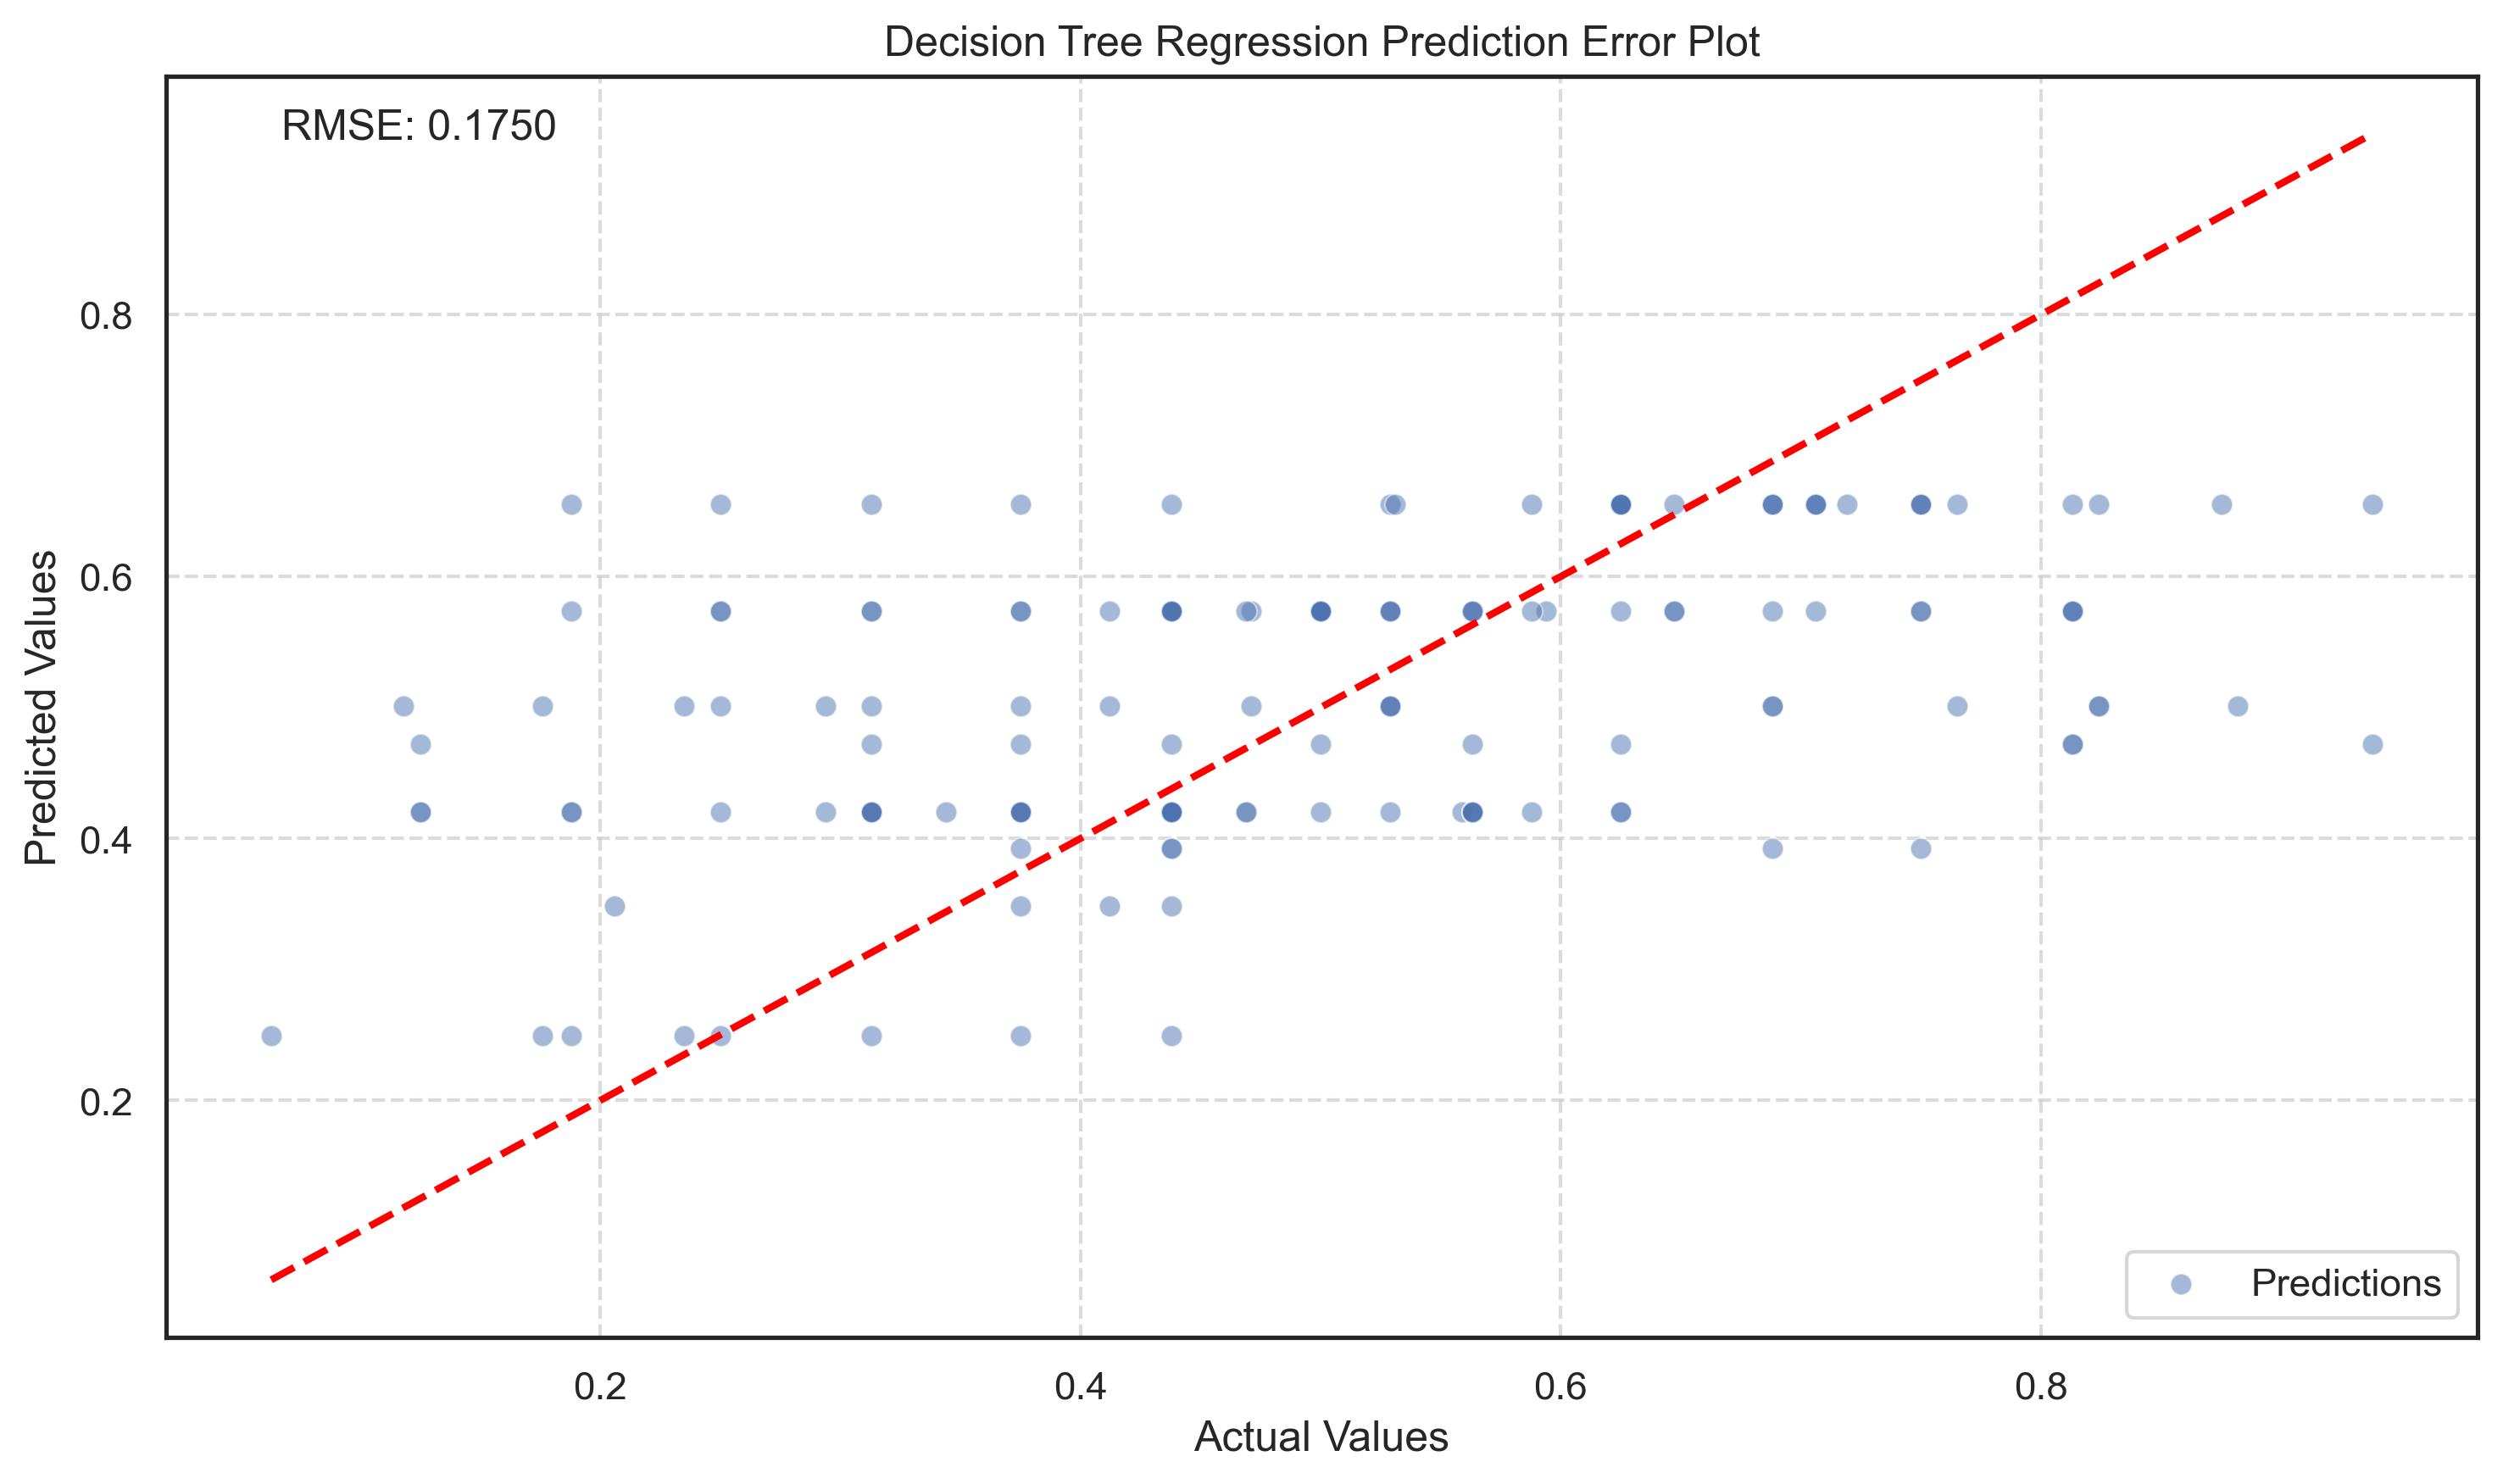 Decision Tree Regression Prediction Error Plot
RMSE: 0.1750
0.8
0.6
0.4
0.2
Predicted Values
Predictions
0.2 0.4 0.6 0.8
Actual Values